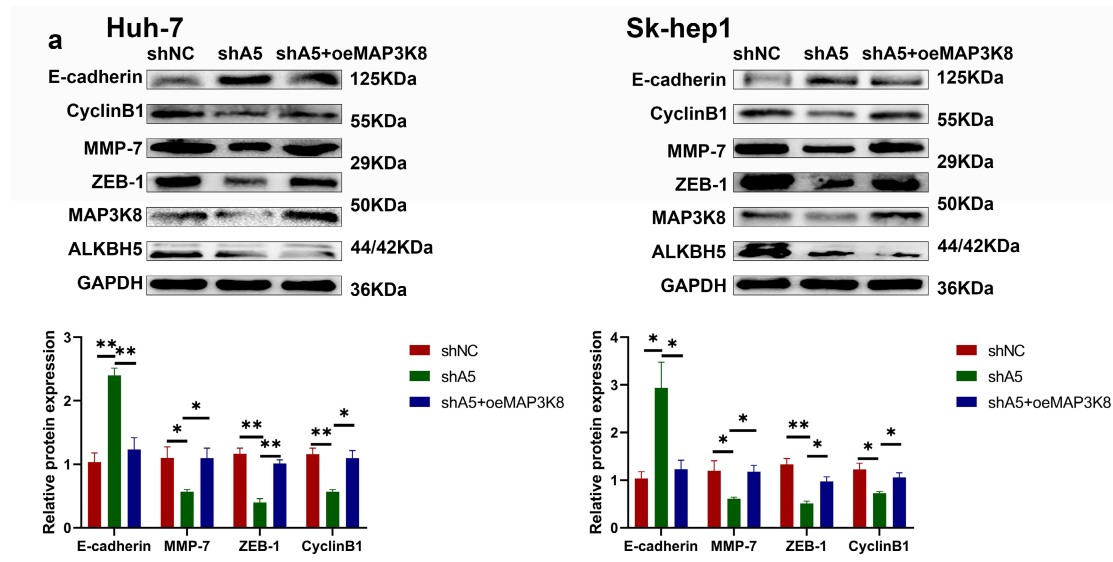 a
Huh-7
shNC shA5 shA5+oeMAP3K8
E-cadherin 125KDa
CyclinB1 55KDa
MMP-7 29KDa
ZEB-1 50KDa
MAP3K8
ALKBH5 44/42KDa
GAPDH 36KDa
Sk-hep1
shNC shA5 shA5+oeMAP3K8
E-cadherin 125KDa
CyclinB1 55KDa
MMP-7 29KDa
ZEB-1 50KDa
MAP3K8
ALKBH5 44/42KDa
GAPDH 36KDa
Relative protein expression
3
2
1
0
** ** * * ** ** ** *
E-cadherin MMP-7 ZEB-1 CyclinB1
shNC
shA5
shA5+oeMAP3K8
Relative protein expression
4
3
2
1
0
* * * * ** * * *
E-cadherin MMP-7 ZEB-1 CyclinB1
shNC
shA5
shA5+oeMAP3K8